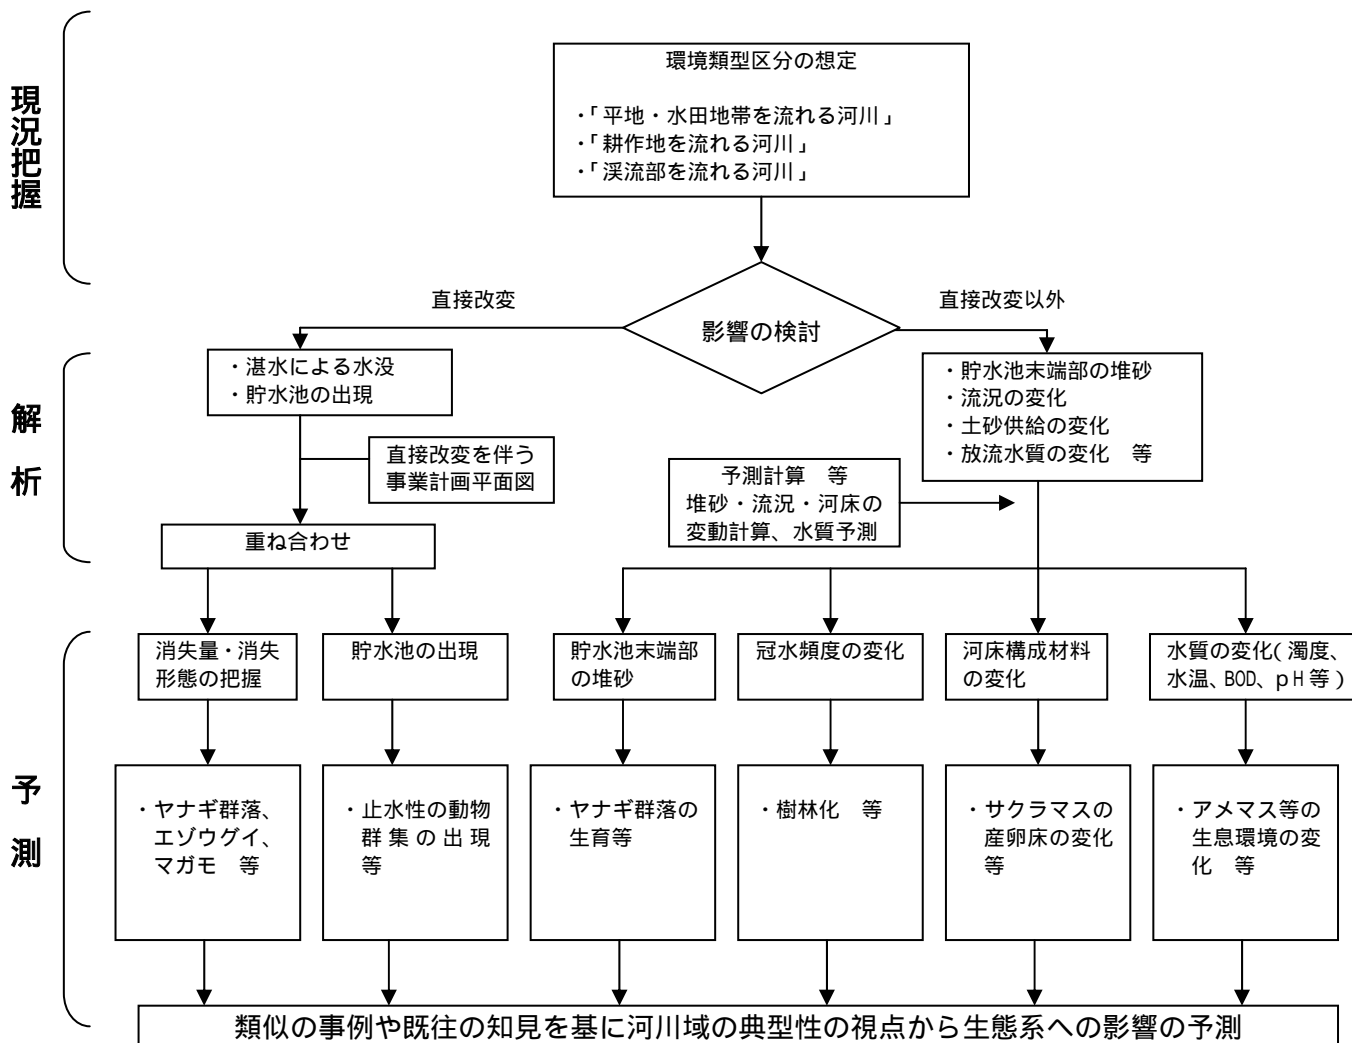 現況把握
環境類型区分の想定
・「平地・水田地帯を流れる河川」
・「耕作地を流れる河川」
・「渓流部を流れる河川」
直接改変
影響の検討
直接改変以外
解析
・湛水による水没
・貯水池の出現
・貯水池末端部の堆砂
・流況の変化
・土砂供給の変化
・放流水質の変化 等
直接改変を伴う
事業計画平面図
予測計算 等
堆砂・流況・河床の
変動計算、水質予測
重ね合わせ
予測
消失量・消失
形態の把握
貯水池の出現
貯水池末端部
の堆砂
冠水頻度の変化
河床構成材料
の変化
水質の変化(濁度、
水温、BOD、pH等)
・ヤナギ群落、
エゾウグイ、
マガモ 等
・止水性の動物
群集の出現
等
・ヤナギ群落の
生育等
・樹林化 等
・サクラマスの
産卵床の変化
等
・アメマス等の
生息環境の変
化 等
類似の事例や既往の知見を基に河川域の典型性の視点から生態系への影響の予測